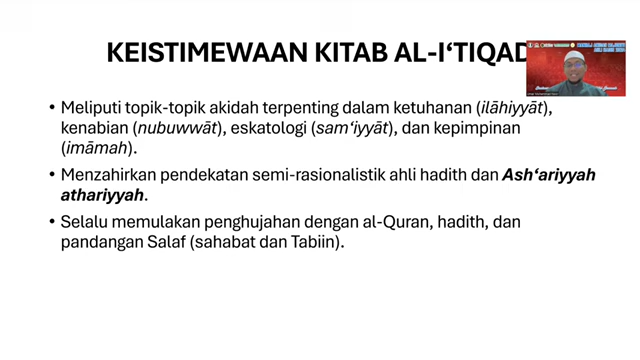 KEISTIMEWAAN KITAB AL-I‘TIQAD
• Meliputi topik-topik akidah terpenting dalam ketuhanan (ilāhiyyāt),
kenabian (nubuwwāt), eskatologi (sam‘iyyāt), dan kepimpinan
(imāmah).
• Menzahirkan pendekatan semi-rasionalistik ahli hadith dan Ash‘ariyyah
athariyyah.
• Selalu memulakan penghujahan dengan al-Quran, hadith, dan
pandangan Salaf (sahabat dan Tabiin).